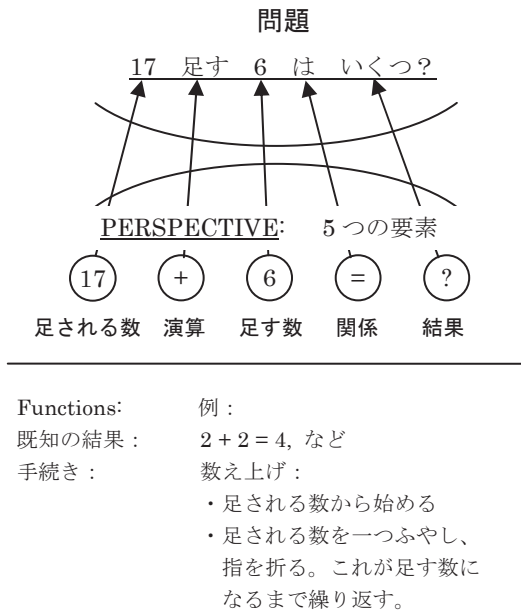 問題
17 足す 6 は いくつ？
PERSPECTIVE: 5つの要素
17 + 6 = ?
足される数 演算 足す数 関係 結果
Functions: 例：
既知の結果： 2 + 2 = 4, など
手続き： 数え上げ：
・足される数から始める
・足される数を一つふやし、
指を折る。これが足す数に
なるまで繰り返す。